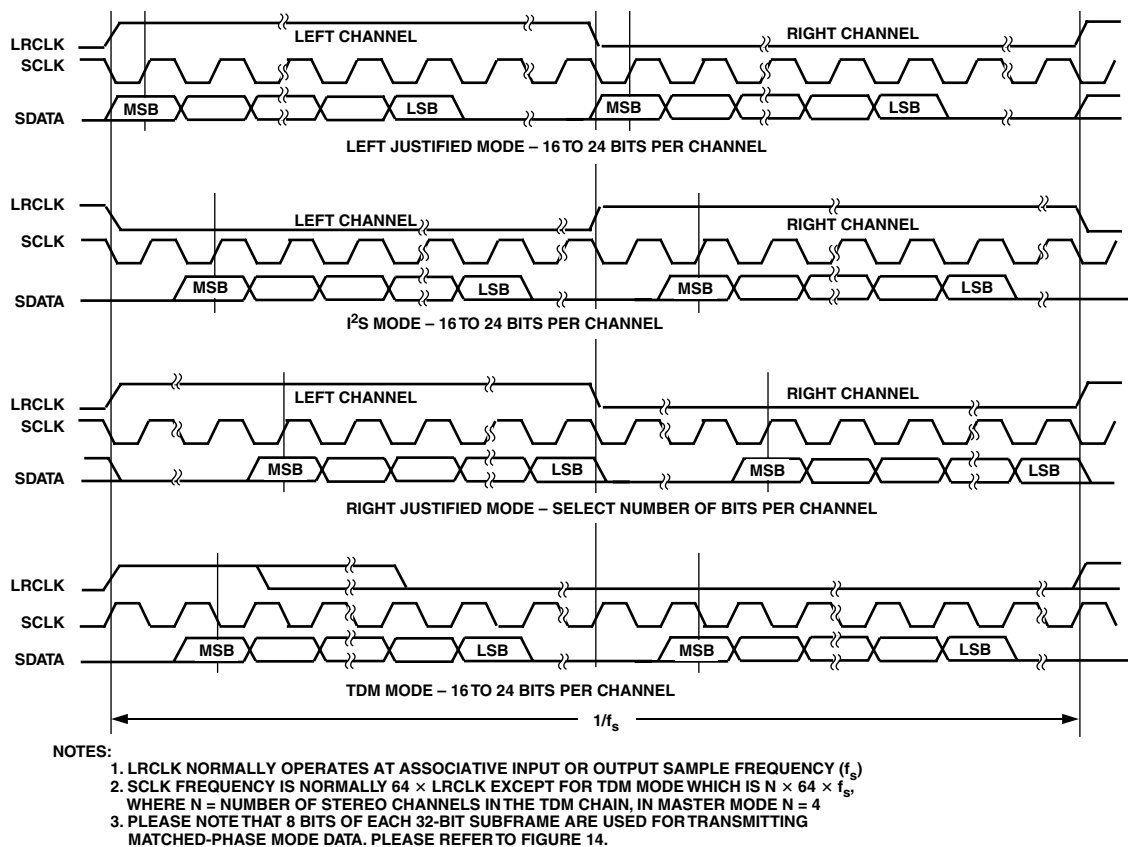 LEFT CHANNEL RIGHT CHANNEL
LRCLK
SCLK
SDATA MSB LSB MSB LSB
LEFT JUSTIFIED MODE – 16 TO 24 BITS PER CHANNEL
LRCLK
LEFT CHANNEL RIGHT CHANNEL
SCLK
SDATA MSB LSB MSB LSB
I²S MODE – 16 TO 24 BITS PER CHANNEL
LEFT CHANNEL RIGHT CHANNEL
LRCLK
SCLK
SDATA MSB LSB MSB LSB
RIGHT JUSTIFIED MODE – SELECT NUMBER OF BITS PER CHANNEL
LRCLK
SCLK
SDATA MSB LSB MSB LSB
TDM MODE – 16 TO 24 BITS PER CHANNEL
1/fs
NOTES:
1. LRCLK NORMALLY OPERATES AT ASSOCIATIVE INPUT OR OUTPUT SAMPLE FREQUENCY (fs)
2. SCLK FREQUENCY IS NORMALLY 64 × LRCLK EXCEPT FOR TDM MODE WHICH IS N × 64 × fs,
WHERE N = NUMBER OF STEREO CHANNELS IN THE TDM CHAIN, IN MASTER MODE N = 4
3. PLEASE NOTE THAT 8 BITS OF EACH 32-BIT SUBFRAME ARE USED FOR TRANSMITTING
MATCHED-PHASE MODE DATA. PLEASE REFER TO FIGURE 14.